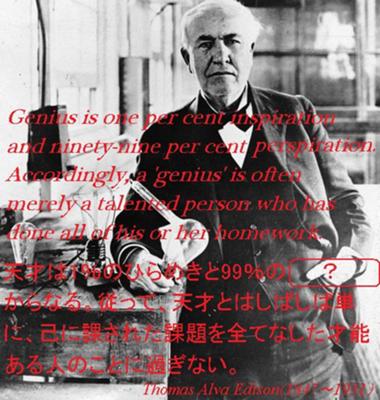 Genius is one per cent inspiration
and ninety-nine per cent perspiration.
Accordingly, a 'genius' is often
merely a talented person who has
done all of his or her homework.
天才は1%のひらめきと99%の ?
からなる。従って、天才とはしばしば単
に、己に課された課題を全てなした才能
ある人のことに過ぎない。
Thomas Alva Edison(1847～1931)